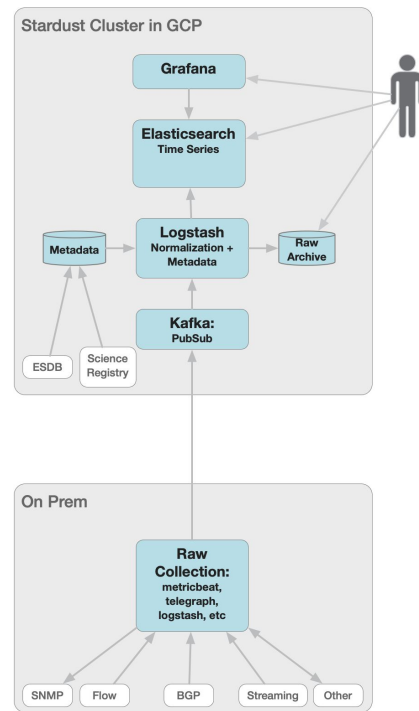 Stardust Cluster in GCP
Grafana
Elasticsearch
Time Series
Metadata
Logstash
Normalization +
Metadata
Raw
Archive
Kafka:
PubSub
ESDB
Science
Registry
On Prem
Raw
Collection:
metricbeat,
telegraph,
logstash, etc
SNMP
Flow
BGP
Streaming
Other